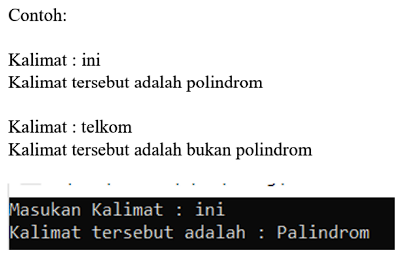 Contoh:
Kalimat : ini
Kalimat tersebut adalah polindrom
Kalimat : telkom
Kalimat tersebut adalah bukan polindrom
Masukan Kalimat : ini
Kalimat tersebut adalah : Palindrom